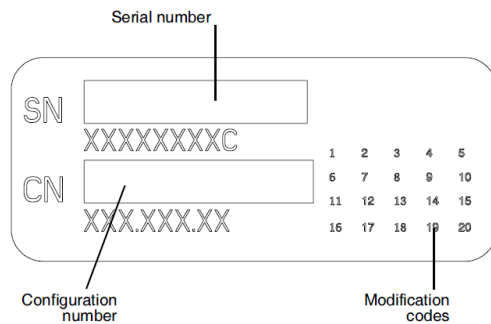 Serial number
SN
XXXXXXXXC
CN
XXX.XXX.XX
1 2 3 4 5
6 7 8 9 10
11 12 13 14 15
16 17 18 19 20
Configuration
number
Modification
codes